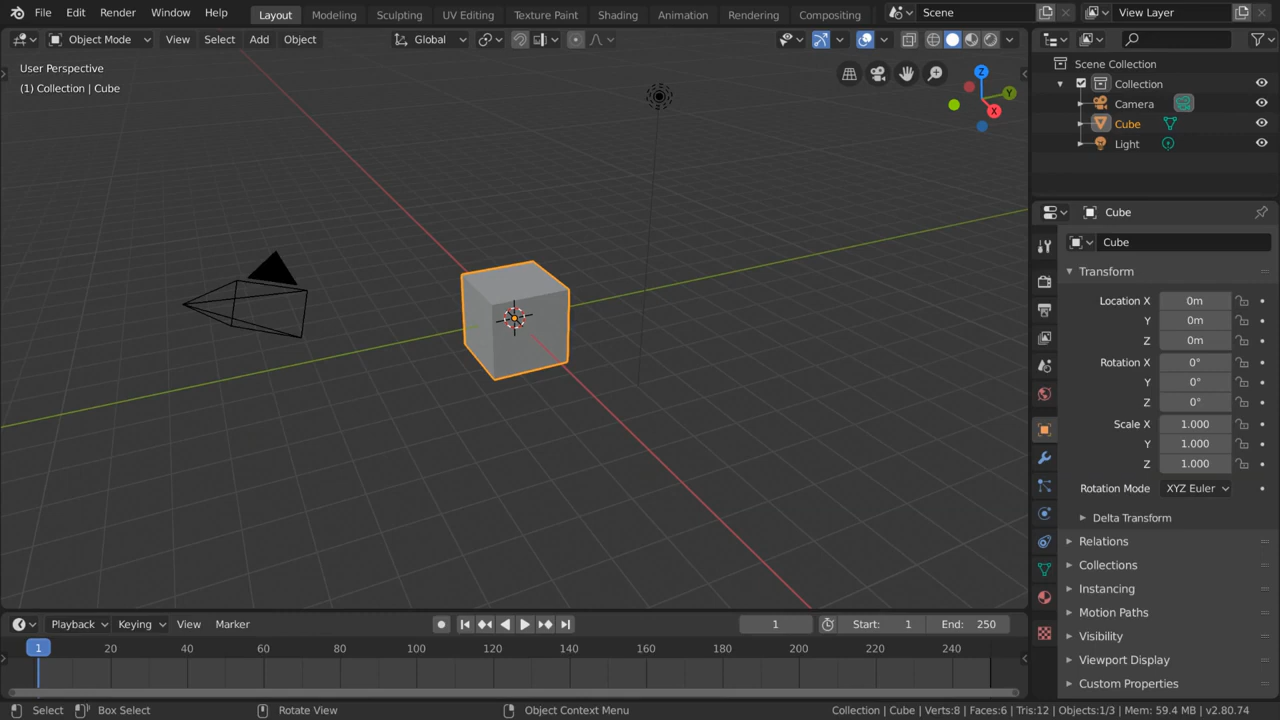 File Edit Render Window Help Layout Modeling Sculpting UV Editing Texture Paint Shading Animation Rendering Compositing Scene View Layer
Object Mode View Select Add Object Global
User Perspective
(1) Collection | Cube
Z
Y
X
Scene Collection
Collection
Camera
Cube
Light
Cube
Cube
Transform
Location X 0m
Y 0m
Z 0m
Rotation X 0°
Y 0°
Z 0°
Scale X 1.000
Y 1.000
Z 1.000
Rotation Mode XYZ Euler
Delta Transform
Relations
Collections
Instancing
Motion Paths
Visibility
Viewport Display
Custom Properties
Playback Keying View Marker 1 Start: 1 End: 250
1 20 40 60 80 100 120 140 160 180 200 220 240
Select Box Select Rotate View Object Context Menu Collection | Cube | Verts:8 | Faces:6 | Tris:12 | Objects:1/3 | Mem: 59.4 MB | v2.80.74